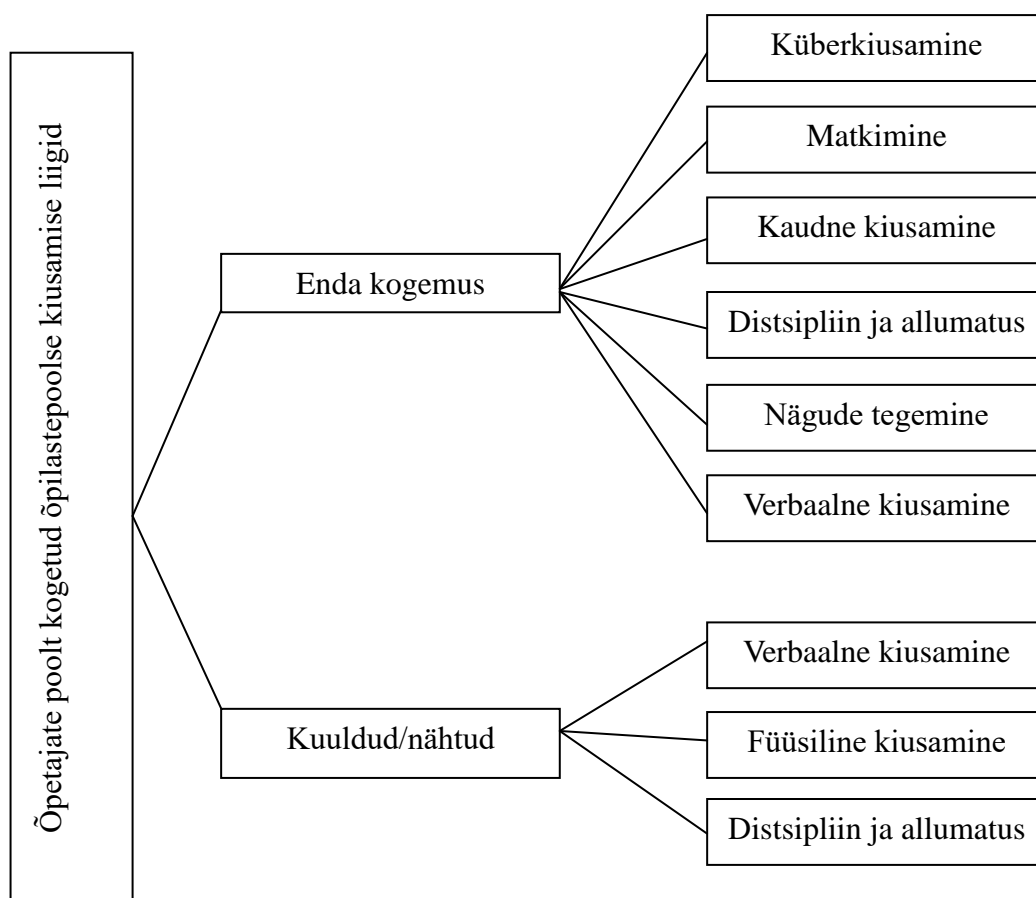 Õpetajate poolt kogetud õpilastepoolse kiusamise liigid
Enda kogemus
Küberkiusamine
Matkimine
Kaudne kiusamine
Distsipliin ja allumatus
Nägude tegemine
Verbaalne kiusamine
Kuuldud/nähtud
Verbaalne kiusamine
Füüsiline kiusamine
Distsipliin ja allumatus